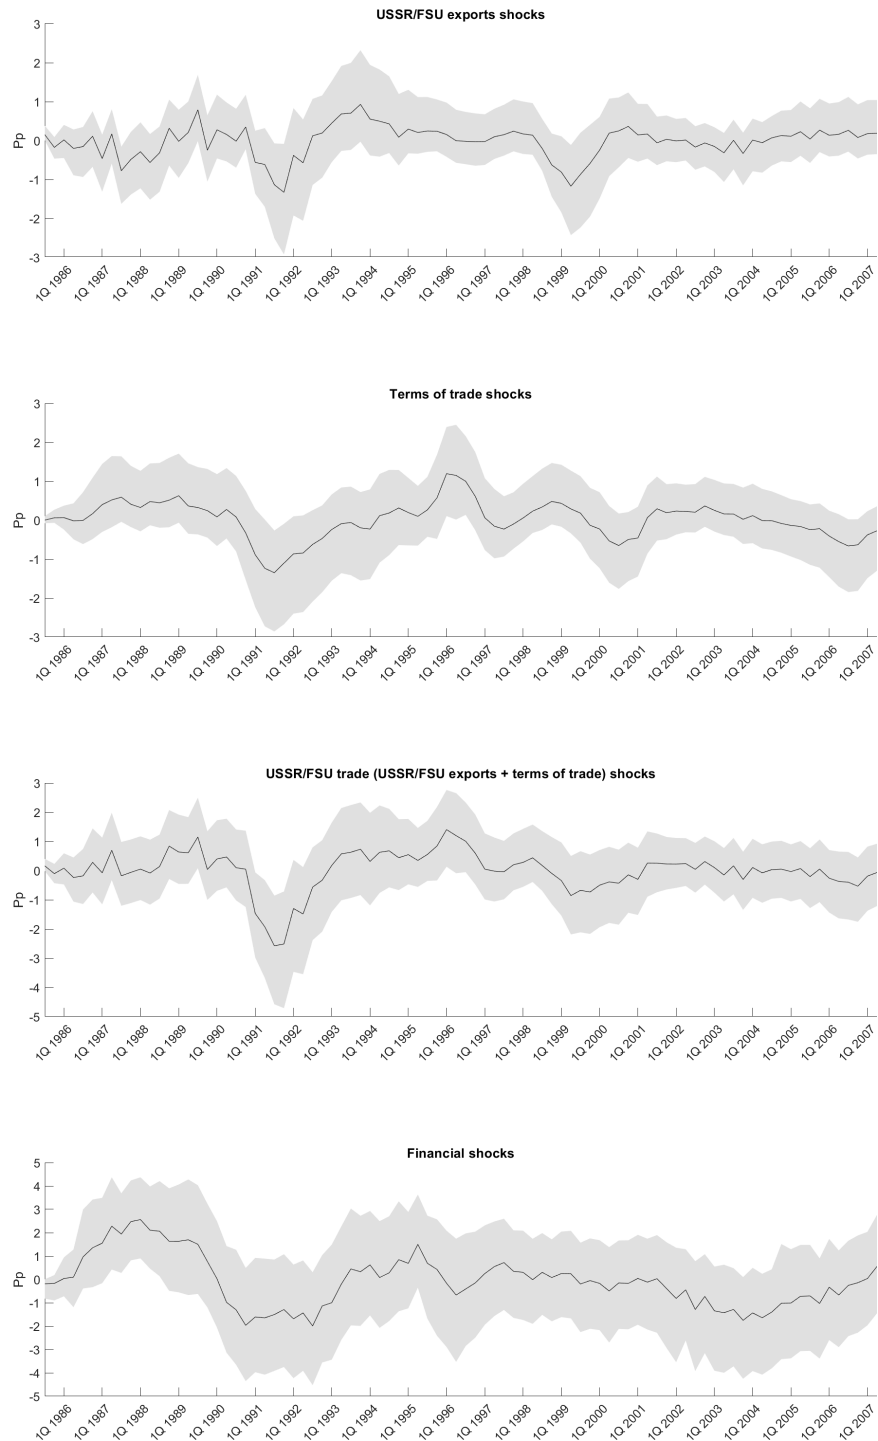 USSR/FSU exports shocks
3
2
1
0
-1
-2
-3
Pp
1Q 1986
1Q 1987
1Q 1988
1Q 1989
1Q 1990
1Q 1991
1Q 1992
1Q 1993
1Q 1994
1Q 1995
1Q 1996
1Q 1997
1Q 1998
1Q 1999
1Q 2000
1Q 2001
1Q 2002
1Q 2003
1Q 2004
1Q 2005
1Q 2006
1Q 2007
Terms of trade shocks
3
2
1
0
-1
-2
-3
Pp
1Q 1986
1Q 1987
1Q 1988
1Q 1989
1Q 1990
1Q 1991
1Q 1992
1Q 1993
1Q 1994
1Q 1995
1Q 1996
1Q 1997
1Q 1998
1Q 1999
1Q 2000
1Q 2001
1Q 2002
1Q 2003
1Q 2004
1Q 2005
1Q 2006
1Q 2007
USSR/FSU trade (USSR/FSU exports + terms of trade) shocks
3
2
1
0
-1
-2
-3
-4
-5
Pp
1Q 1986
1Q 1987
1Q 1988
1Q 1989
1Q 1990
1Q 1991
1Q 1992
1Q 1993
1Q 1994
1Q 1995
1Q 1996
1Q 1997
1Q 1998
1Q 1999
1Q 2000
1Q 2001
1Q 2002
1Q 2003
1Q 2004
1Q 2005
1Q 2006
1Q 2007
Financial shocks
5
4
3
2
1
0
-1
-2
-3
-4
-5
Pp
1Q 1986
1Q 1987
1Q 1988
1Q 1989
1Q 1990
1Q 1991
1Q 1992
1Q 1993
1Q 1994
1Q 1995
1Q 1996
1Q 1997
1Q 1998
1Q 1999
1Q 2000
1Q 2001
1Q 2002
1Q 2003
1Q 2004
1Q 2005
1Q 2006
1Q 2007